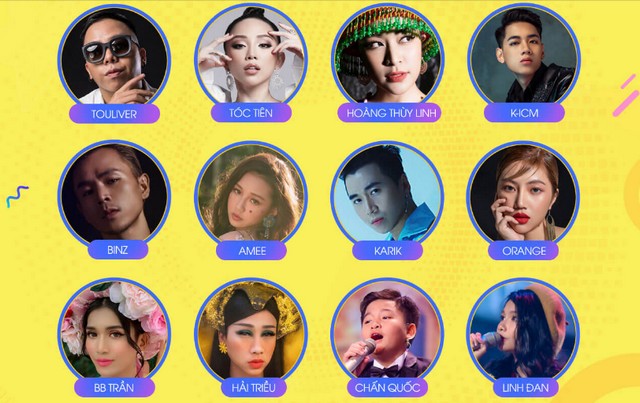 TOULIVER
TÓC TIÊN
HOÀNG THÙY LINH
K-ICM
BINZ
AMEE
KARIK
ORANGE
BB TRẦN
HẢI TRIỀU
CHẤN QUỐC
LINH ĐAN